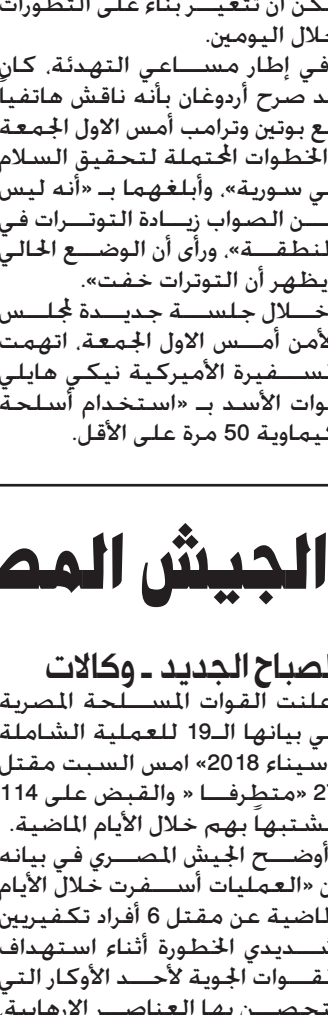 يمكن أن تتغير بناء على التطورات
خلال اليومين.
في إطار مساعي التهدئة، كان
قد صرح أردوغان بأنه ناقش هاتفياً
مع بوتين وترامب أمس الاول الجمعة
الخطوات المحتملة لتحقيق السلام
في سورية»، وأبلغهما بـ «أنه ليس
من الصواب زيادة التوترات في
المنطقة»، ورأى أن الوضع الحالي
يظهر أن التوترات خفت».
خلال جلسة جديدة لمجلس
الأمن أمس الاول الجمعة، اتهمت
السفيرة الأميركية نيكي هايلي
قوات الأسد بـ «استخدام أسلحة
كيماوية 50 مرة على الأقل.
الجيش المص
الصباح الجديد ـ وكالات
علنت القوات المسلحة المصرية
في بيانها الـ19 للعملية الشاملة
سيناء 2018» امس السبت مقتل
27 «متطرفا « والقبض على 114
مشتبهاً بهم خلال الأيام الماضية.
أوضح الجيش المصري في بيانه
أن «العمليات أسفرت خلال الأيام
الماضية عن مقتل 6 أفراد تكفيريين
شديدي الخطورة أثناء استهداف
القوات الجوية لأحد الأوكار التي
تتحصن بها العناصر الإرهابية،